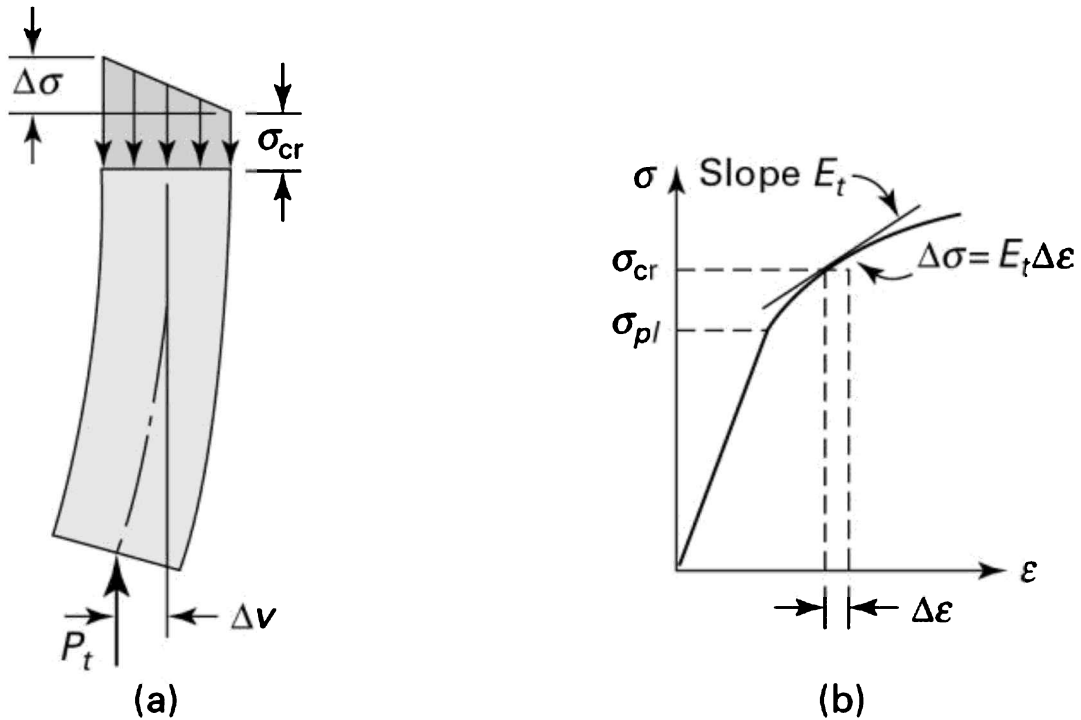 Δσ
σcr
Pt
Δv
(a)
σ
Slope Et
σcr
Δσ = EtΔε
σpl
ε
Δε
(b)